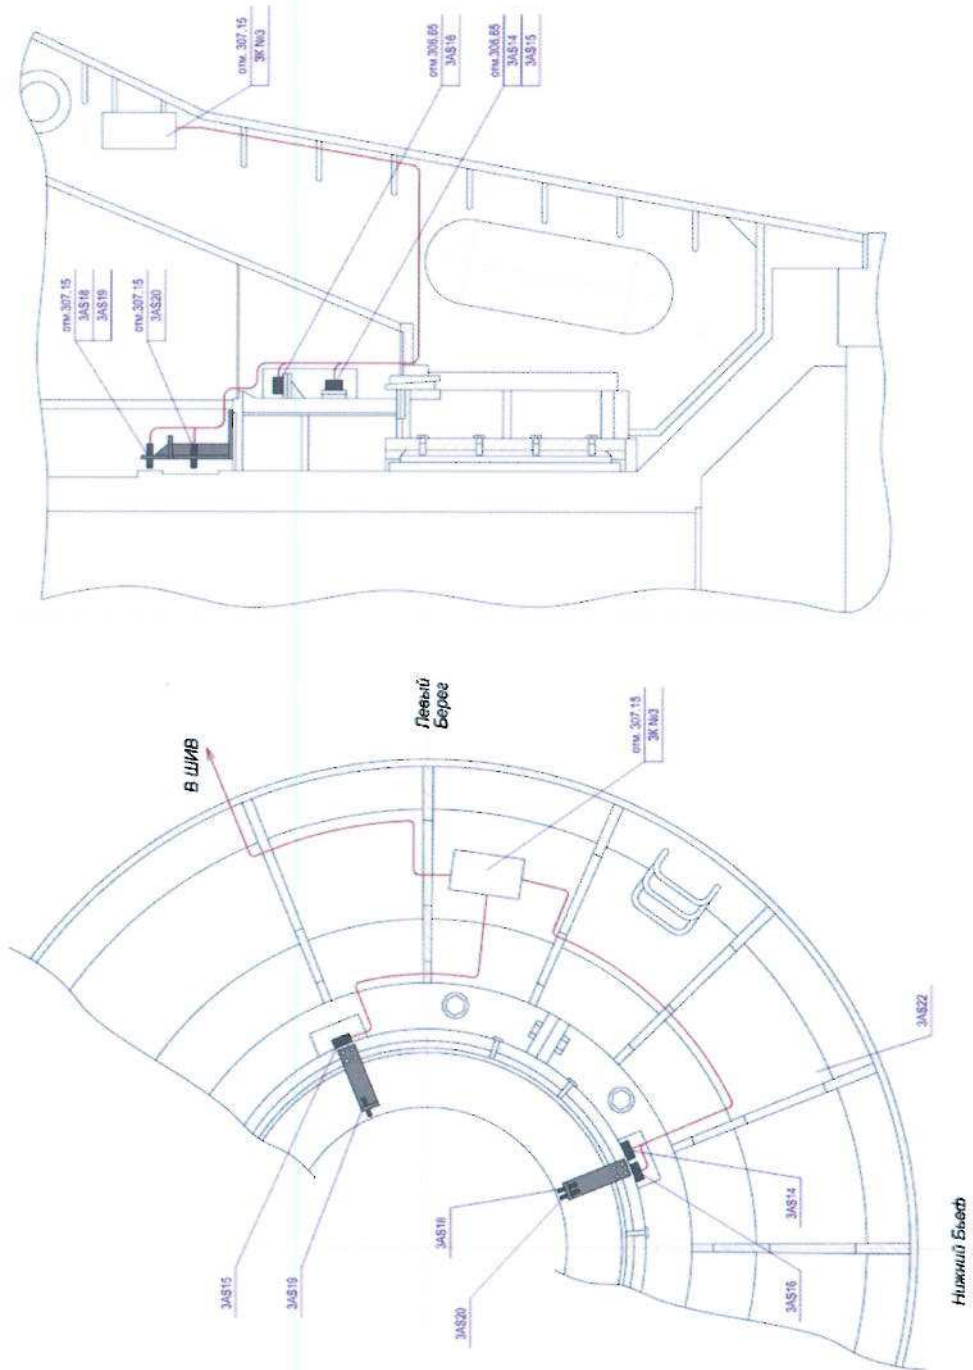 отм.307.15
ЗК №3
отм.306.65
3AS16
отм.306.65
3AS14
3AS15
отм.307.15
3AS18
3AS19
отм.307.15
3AS20
В ШИВ
Левый
Берег
отм. 307.15
ЗК №3
3AS22
3AS15
3AS19
3AS18
3AS20
3AS14
3AS16
Нижний Бьеф